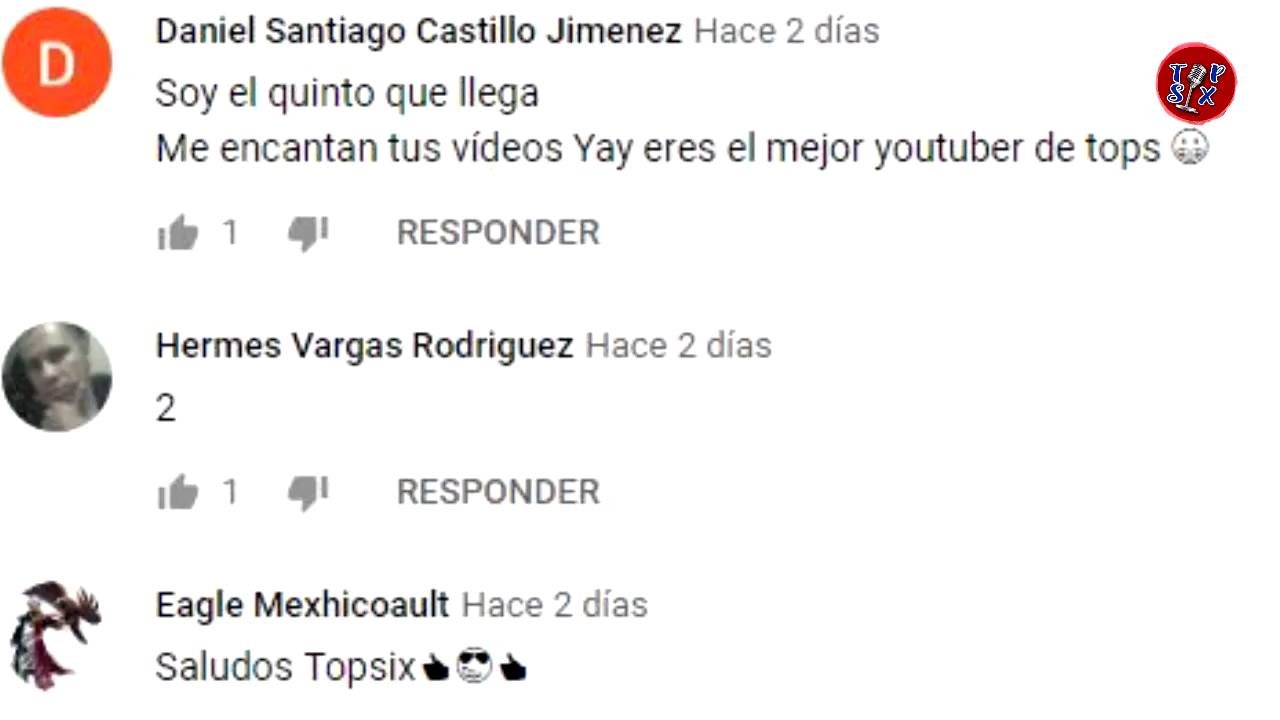 D
Daniel Santiago Castillo Jimenez Hace 2 días
TOP
SIX
Soy el quinto que llega
Me encantan tus vídeos Yay eres el mejor youtuber de tops 😀
1 RESPONDER
Hermes Vargas Rodriguez Hace 2 días
2
1 RESPONDER
Eagle Mexhicoault Hace 2 días
Saludos Topsix👍😎👍